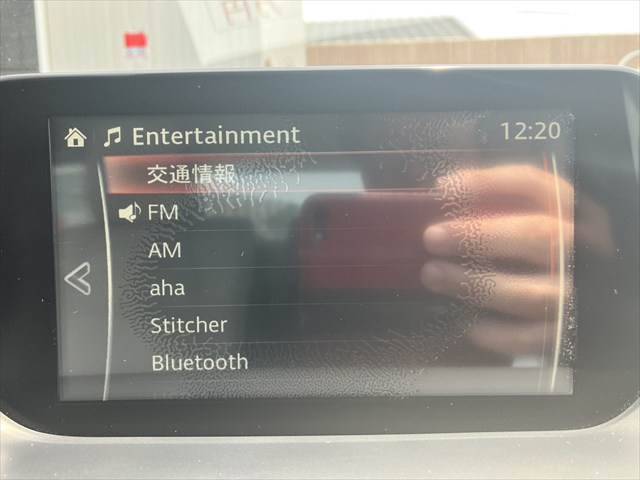 Entertainment 12:20
交通情報
FM
AM
aha
Stitcher
Bluetooth